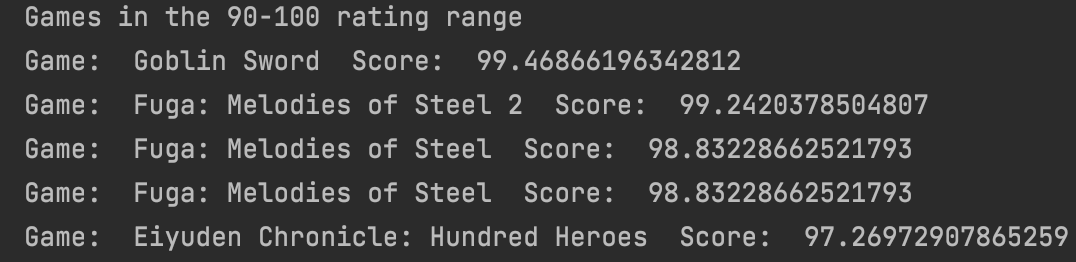 Games in the 90-100 rating range
Game:  Goblin Sword  Score:  99.46866196342812
Game:  Fuga: Melodies of Steel 2  Score:  99.2420378504807
Game:  Fuga: Melodies of Steel  Score:  98.83228662521793
Game:  Fuga: Melodies of Steel  Score:  98.83228662521793
Game:  Eiyuden Chronicle: Hundred Heroes  Score:  97.26972907865259